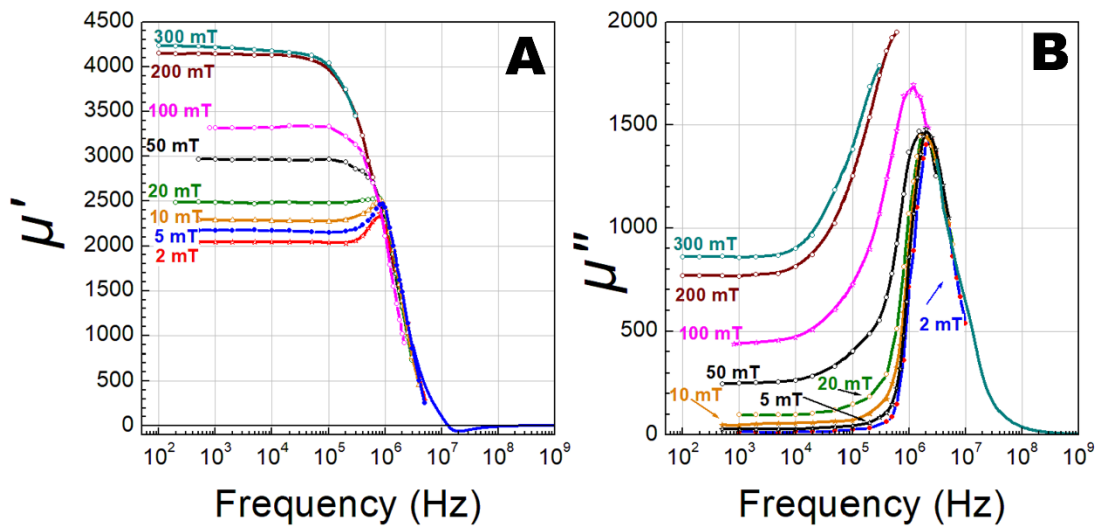 A
4500
4000
3500
3000
2500
2000
1500
1000
500
0
μ'
300 mT
200 mT
100 mT
50 mT
20 mT
10 mT
5 mT
2 mT
10² 10³ 10⁴ 10⁵ 10⁶ 10⁷ 10⁸ 10⁹
Frequency (Hz)
B
2000
1500
1000
500
0
μ"
300 mT
200 mT
100 mT
50 mT
20 mT
10 mT
5 mT
2 mT
10² 10³ 10⁴ 10⁵ 10⁶ 10⁷ 10⁸ 10⁹
Frequency (Hz)